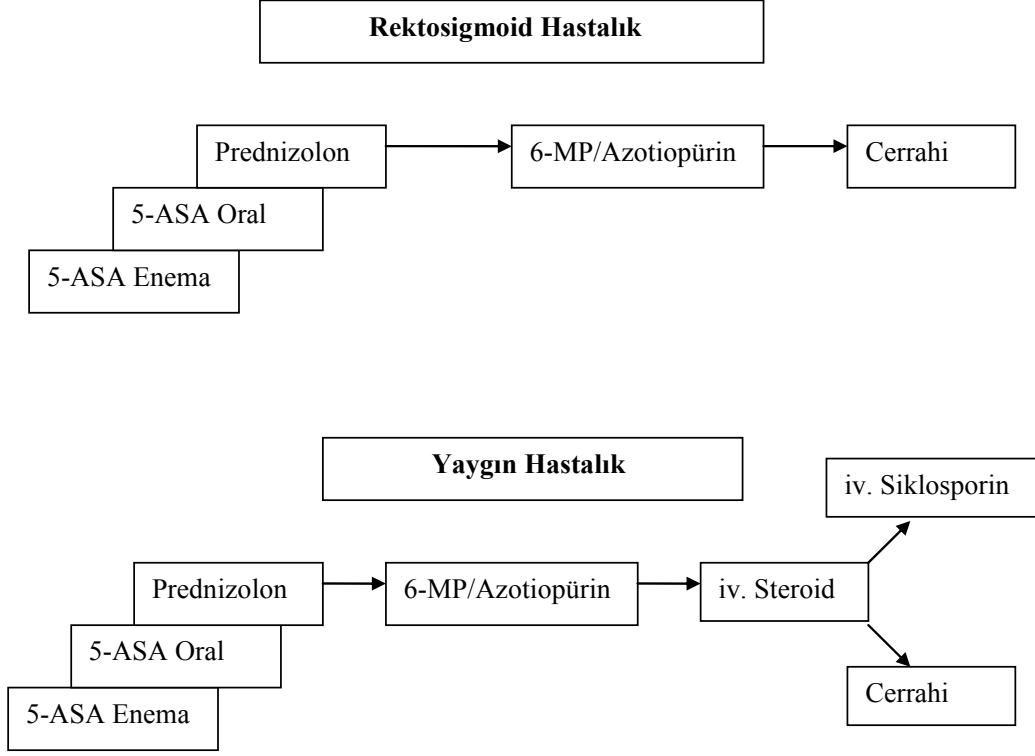 Rektosigmoid Hastalık
Prednizolon
6-MP/Azotiopürin
Cerrahi
5-ASA Oral
5-ASA Enema
Yaygın Hastalık
iv. Siklosporin
Prednizolon
6-MP/Azotiopürin
iv. Steroid
5-ASA Oral
Cerrahi
5-ASA Enema